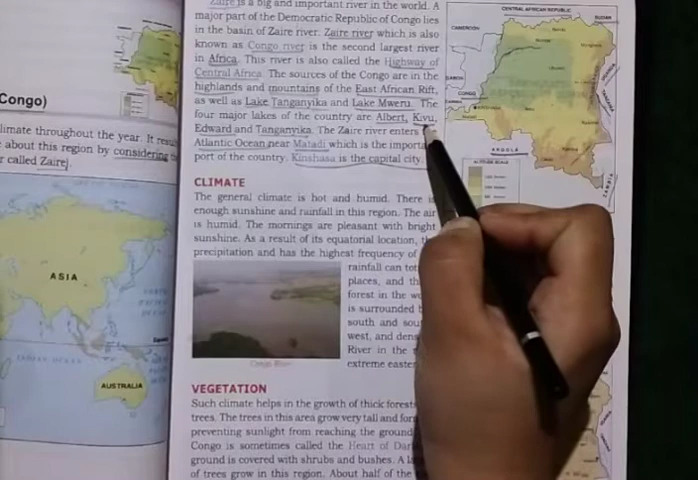 Congo)
limate throughout the year. It resu
about this region by considering
r called Zaire).
ASIA
AUSTRALIA
Zaire is a big and important river in the world. A
major part of the Democratic Republic of Congo lies
in the basin of Zaire river. Zaire river which is also
known as Congo river is the second largest river
in Africa. This river is also called the Highway of
Central Africa. The sources of the Congo are in the
highlands and mountains of the East African Rift,
as well as Lake Tanganyika and Lake Mweru. The
four major lakes of the country are Albert, Kivu,
Edward and Tanganyika. The Zaire river enters
Atlantic Ocean near Matadi which is the importa
part of the country. Kinshasa is the capital city.
CLIMATE
The general climate is hot and humid. There is
enough sunshine and rainfall in this region. The air
is humid. The mornings are pleasant with bright
sunshine. As a result of its equatorial location, th
precipitation and has the highest frequency of
rainfall can tot
places, and th
forest in the wo
is surrounded
south and sou
west, and dens
River in the
extreme easter
Congo River
VEGETATION
Such climate helps in the growth of thick forests
trees. The trees in this area grow very tall and for
preventing sunlight from reaching the ground
Congo is sometimes called the Heart of Dar
ground is covered with shrubs and bushes. A la
of trees grow in this region. About half of the
CENTRAL AFRICAN REPUBLIC
SUDAN
CAMEROON
GABON
ANGOLA
ZAMBIA
ALTITUDE SCALE